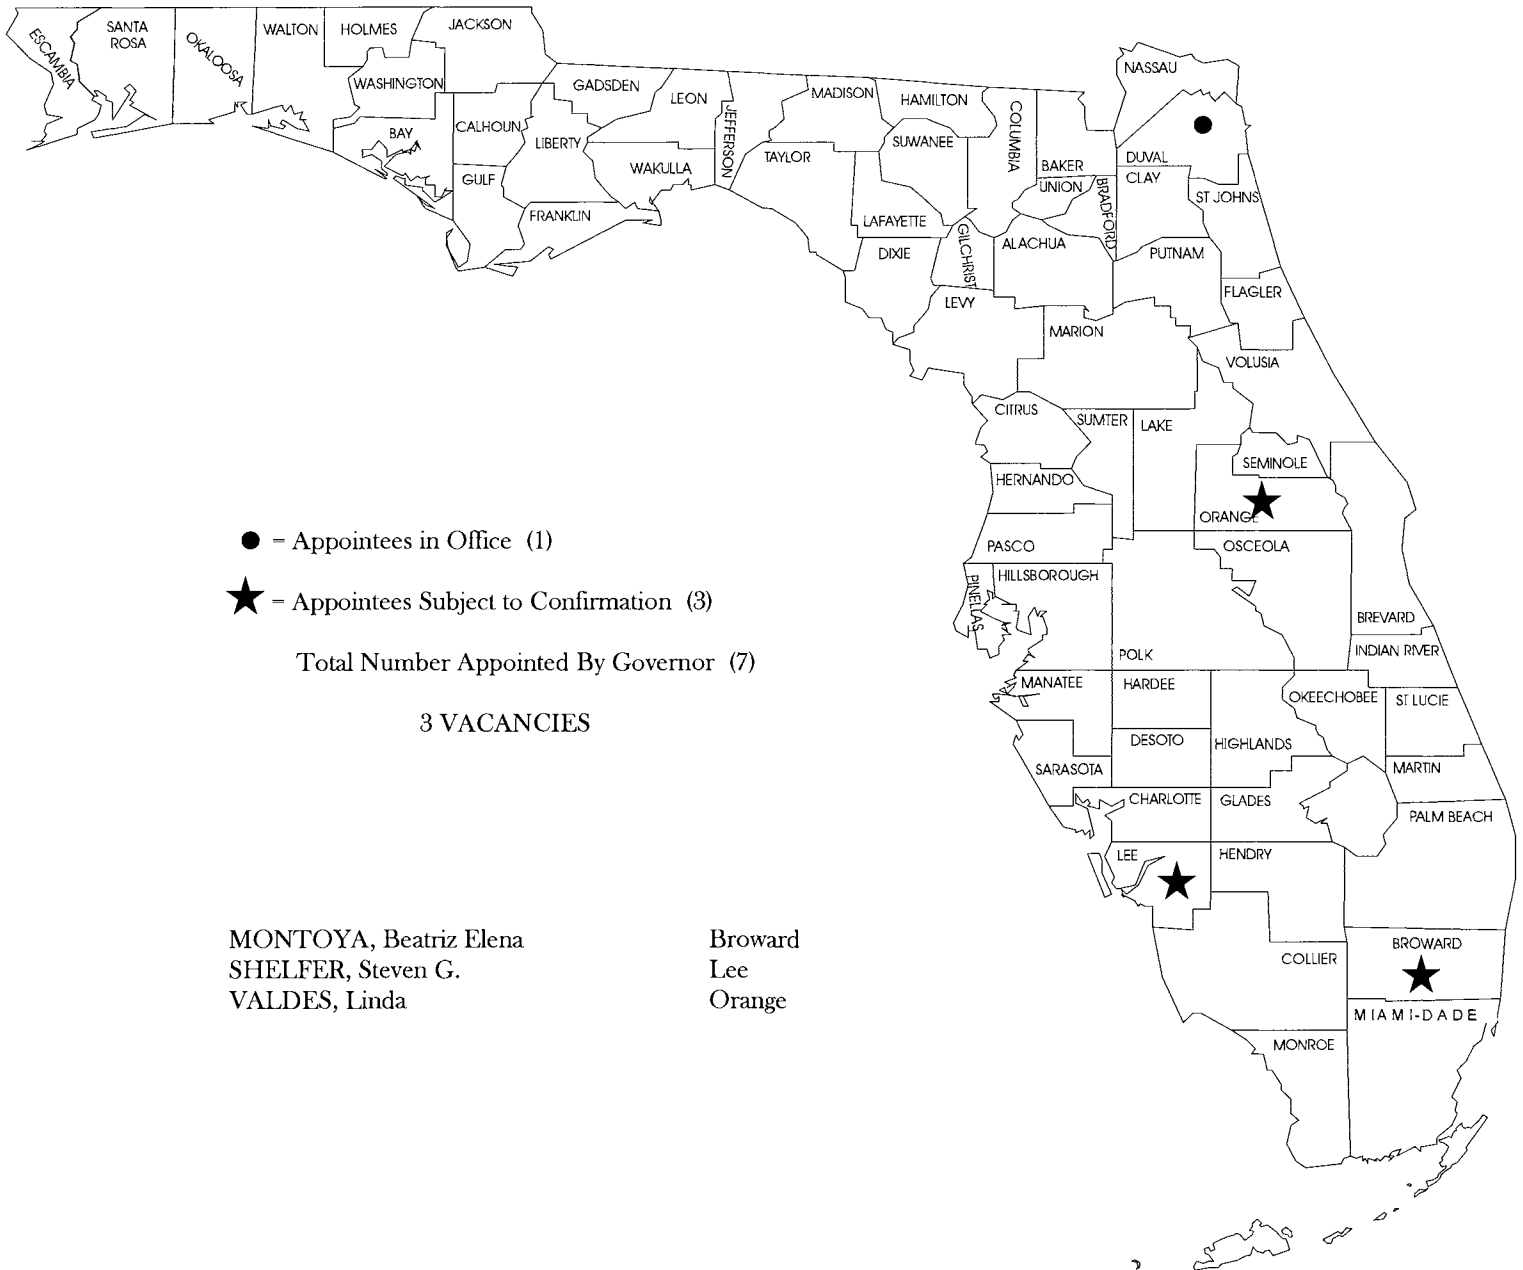 ESCAMBIA
SANTA
ROSA
OKALOOSA
WALTON
HOLMES
JACKSON
WASHINGTON
BAY
CALHOUN
GULF
GADSDEN
LIBERTY
FRANKLIN
LEON
WAKULLA
JEFFERSON
MADISON
TAYLOR
HAMILTON
SUWANEE
LAFAYETTE
DIXIE
COLUMBIA
GILCHRIST
LEVY
NASSAU
BAKER
UNION
BRADFORD
DUVAL
CLAY
ST JOHNS
ALACHUA
PUTNAM
FLAGLER
MARION
VOLUSIA
CITRUS
SUMTER
LAKE
SEMINOLE
HERNANDO
ORANGE
PASCO
OSCEOLA
HILLSBOROUGH
PINELLAS
POLK
BREVARD
INDIAN RIVER
MANATEE
HARDEE
OKEECHOBEE
ST LUCIE
DESOTO
HIGHLANDS
SARASOTA
MARTIN
CHARLOTTE
GLADES
PALM BEACH
LEE
HENDRY
BROWARD
COLLIER
MIAMI-DADE
MONROE
= Appointees in Office (1)
= Appointees Subject to Confirmation (3)
Total Number Appointed By Governor (7)
3 VACANCIES
MONTOYA, Beatriz Elena Broward
SHELFER, Steven G. Lee
VALDES, Linda Orange